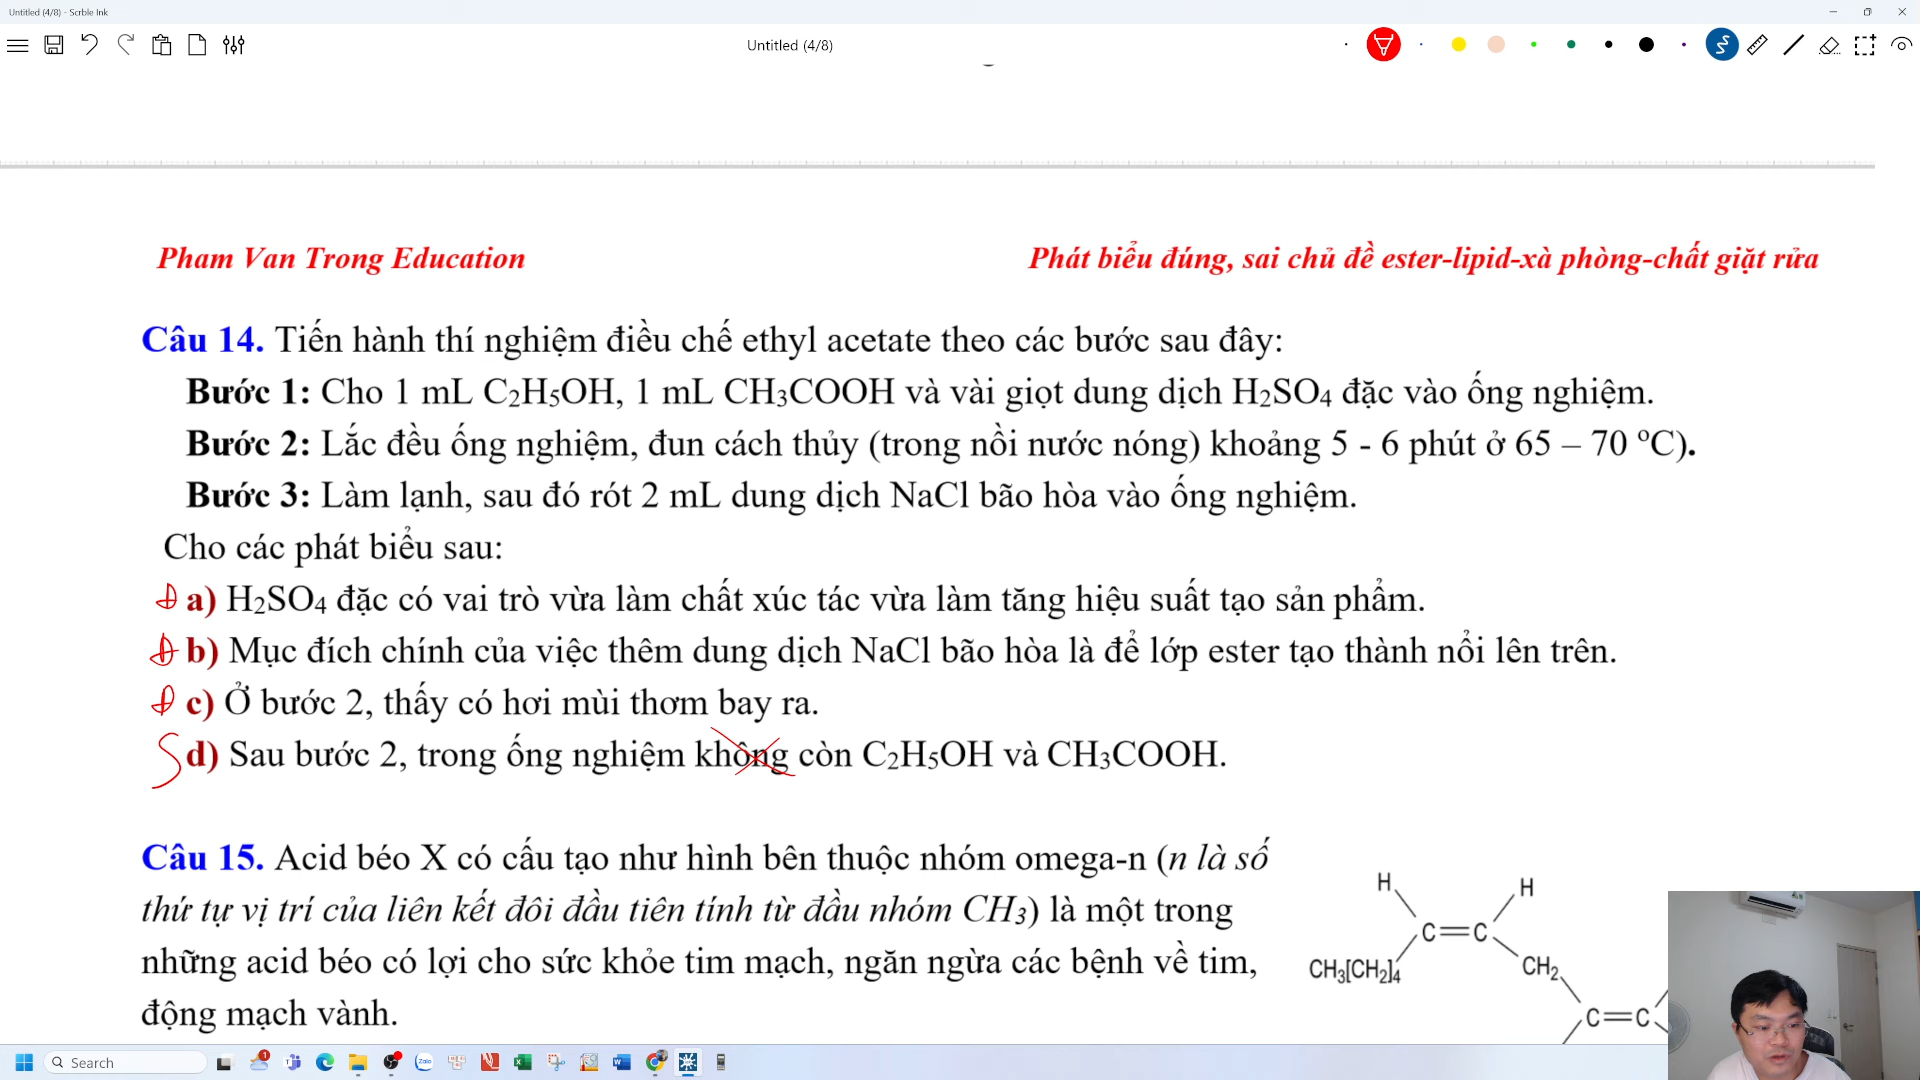 Untitled (4/8) - Scrble Ink
Untitled (4/8)
Pham Van Trong Education
Phát biểu đúng, sai chủ đề ester-lipid-xà phòng-chất giặt rửa
Câu 14. Tiến hành thí nghiệm điều chế ethyl acetate theo các bước sau đây:
Bước 1: Cho 1 mL C₂H₅OH, 1 mL CH₃COOH và vài giọt dung dịch H₂SO₄ đặc vào ống nghiệm.
Bước 2: Lắc đều ống nghiệm, đun cách thủy (trong nồi nước nóng) khoảng 5 - 6 phút ở 65 – 70 ºC).
Bước 3: Làm lạnh, sau đó rót 2 mL dung dịch NaCl bão hòa vào ống nghiệm.
Cho các phát biểu sau:
Đ a) H₂SO₄ đặc có vai trò vừa làm chất xúc tác vừa làm tăng hiệu suất tạo sản phẩm.
Đ b) Mục đích chính của việc thêm dung dịch NaCl bão hòa là để lớp ester tạo thành nổi lên trên.
Đ c) Ở bước 2, thấy có hơi mùi thơm bay ra.
S d) Sau bước 2, trong ống nghiệm không còn C₂H₅OH và CH₃COOH.
Câu 15. Acid béo X có cấu tạo như hình bên thuộc nhóm omega-n (n là số
thứ tự vị trí của liên kết đôi đầu tiên tính từ đầu nhóm CH₃) là một trong
những acid béo có lợi cho sức khỏe tim mạch, ngăn ngừa các bệnh về tim,
động mạch vành.
H H
C=C
CH₃[CH₂]₄ CH₂
C=C
Search